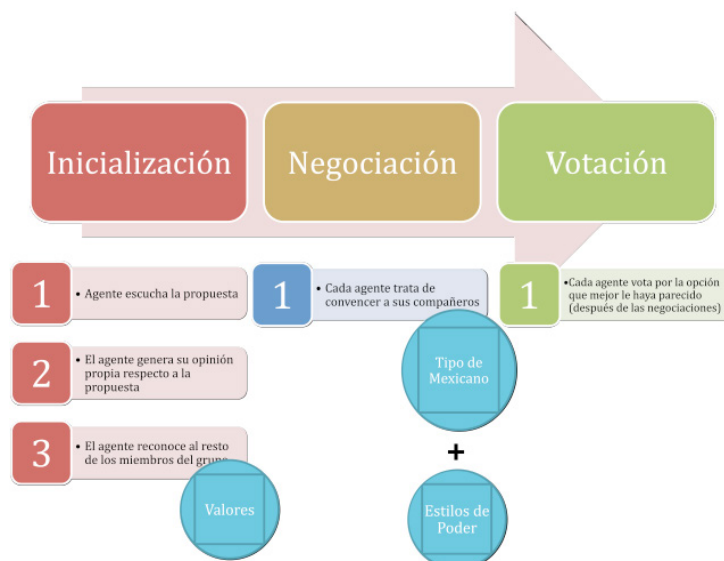 Inicialización
Negociación
Votación
1
• Agente escucha la propuesta
2
• El agente genera su opinión
propia respecto a la
propuesta
3
• El agente reconoce al resto
de los miembros del grupo
Valores
1
• Cada agente trata de
convencer a sus compañeros
Tipo de
Mexicano
+
Estilos de
Poder
1
•Cada agente vota por la opción
que mejor le haya parecido
(después de las negociaciones)